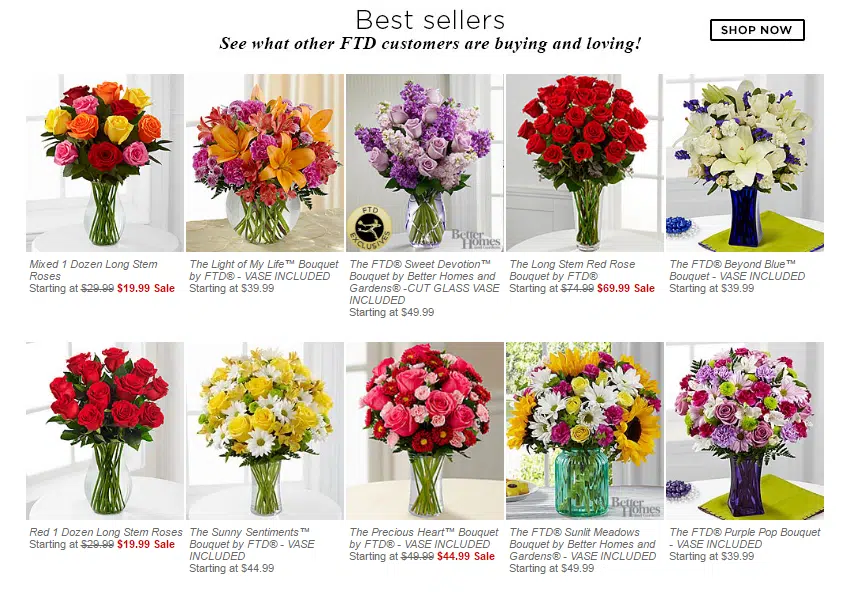 Best sellers
See what other FTD customers are buying and loving!
SHOP NOW
FTD
EXCLUSIVES
Better
Homes
Mixed 1 Dozen Long Stem
Roses
Starting at $29.99 $19.99 Sale
The Light of My Life™ Bouquet
by FTD® - VASE INCLUDED
Starting at $39.99
The FTD® Sweet Devotion™
Bouquet by Better Homes and
Gardens® -CUT GLASS VASE
INCLUDED
Starting at $49.99
The Long Stem Red Rose
Bouquet by FTD®
Starting at $74.99 $69.99 Sale
The FTD® Beyond Blue™
Bouquet - VASE INCLUDED
Starting at $39.99
Better
Homes
Red 1 Dozen Long Stem Roses
Starting at $29.99 $19.99 Sale
The Sunny Sentiments™
Bouquet by FTD® - VASE
INCLUDED
Starting at $44.99
The Precious Heart™ Bouquet
by FTD® - VASE INCLUDED
Starting at $49.99 $44.99 Sale
The FTD® Sunlit Meadows
Bouquet by Better Homes and
Gardens® - VASE INCLUDED
Starting at $49.99
The FTD® Purple Pop Bouquet
- VASE INCLUDED
Starting at $39.99